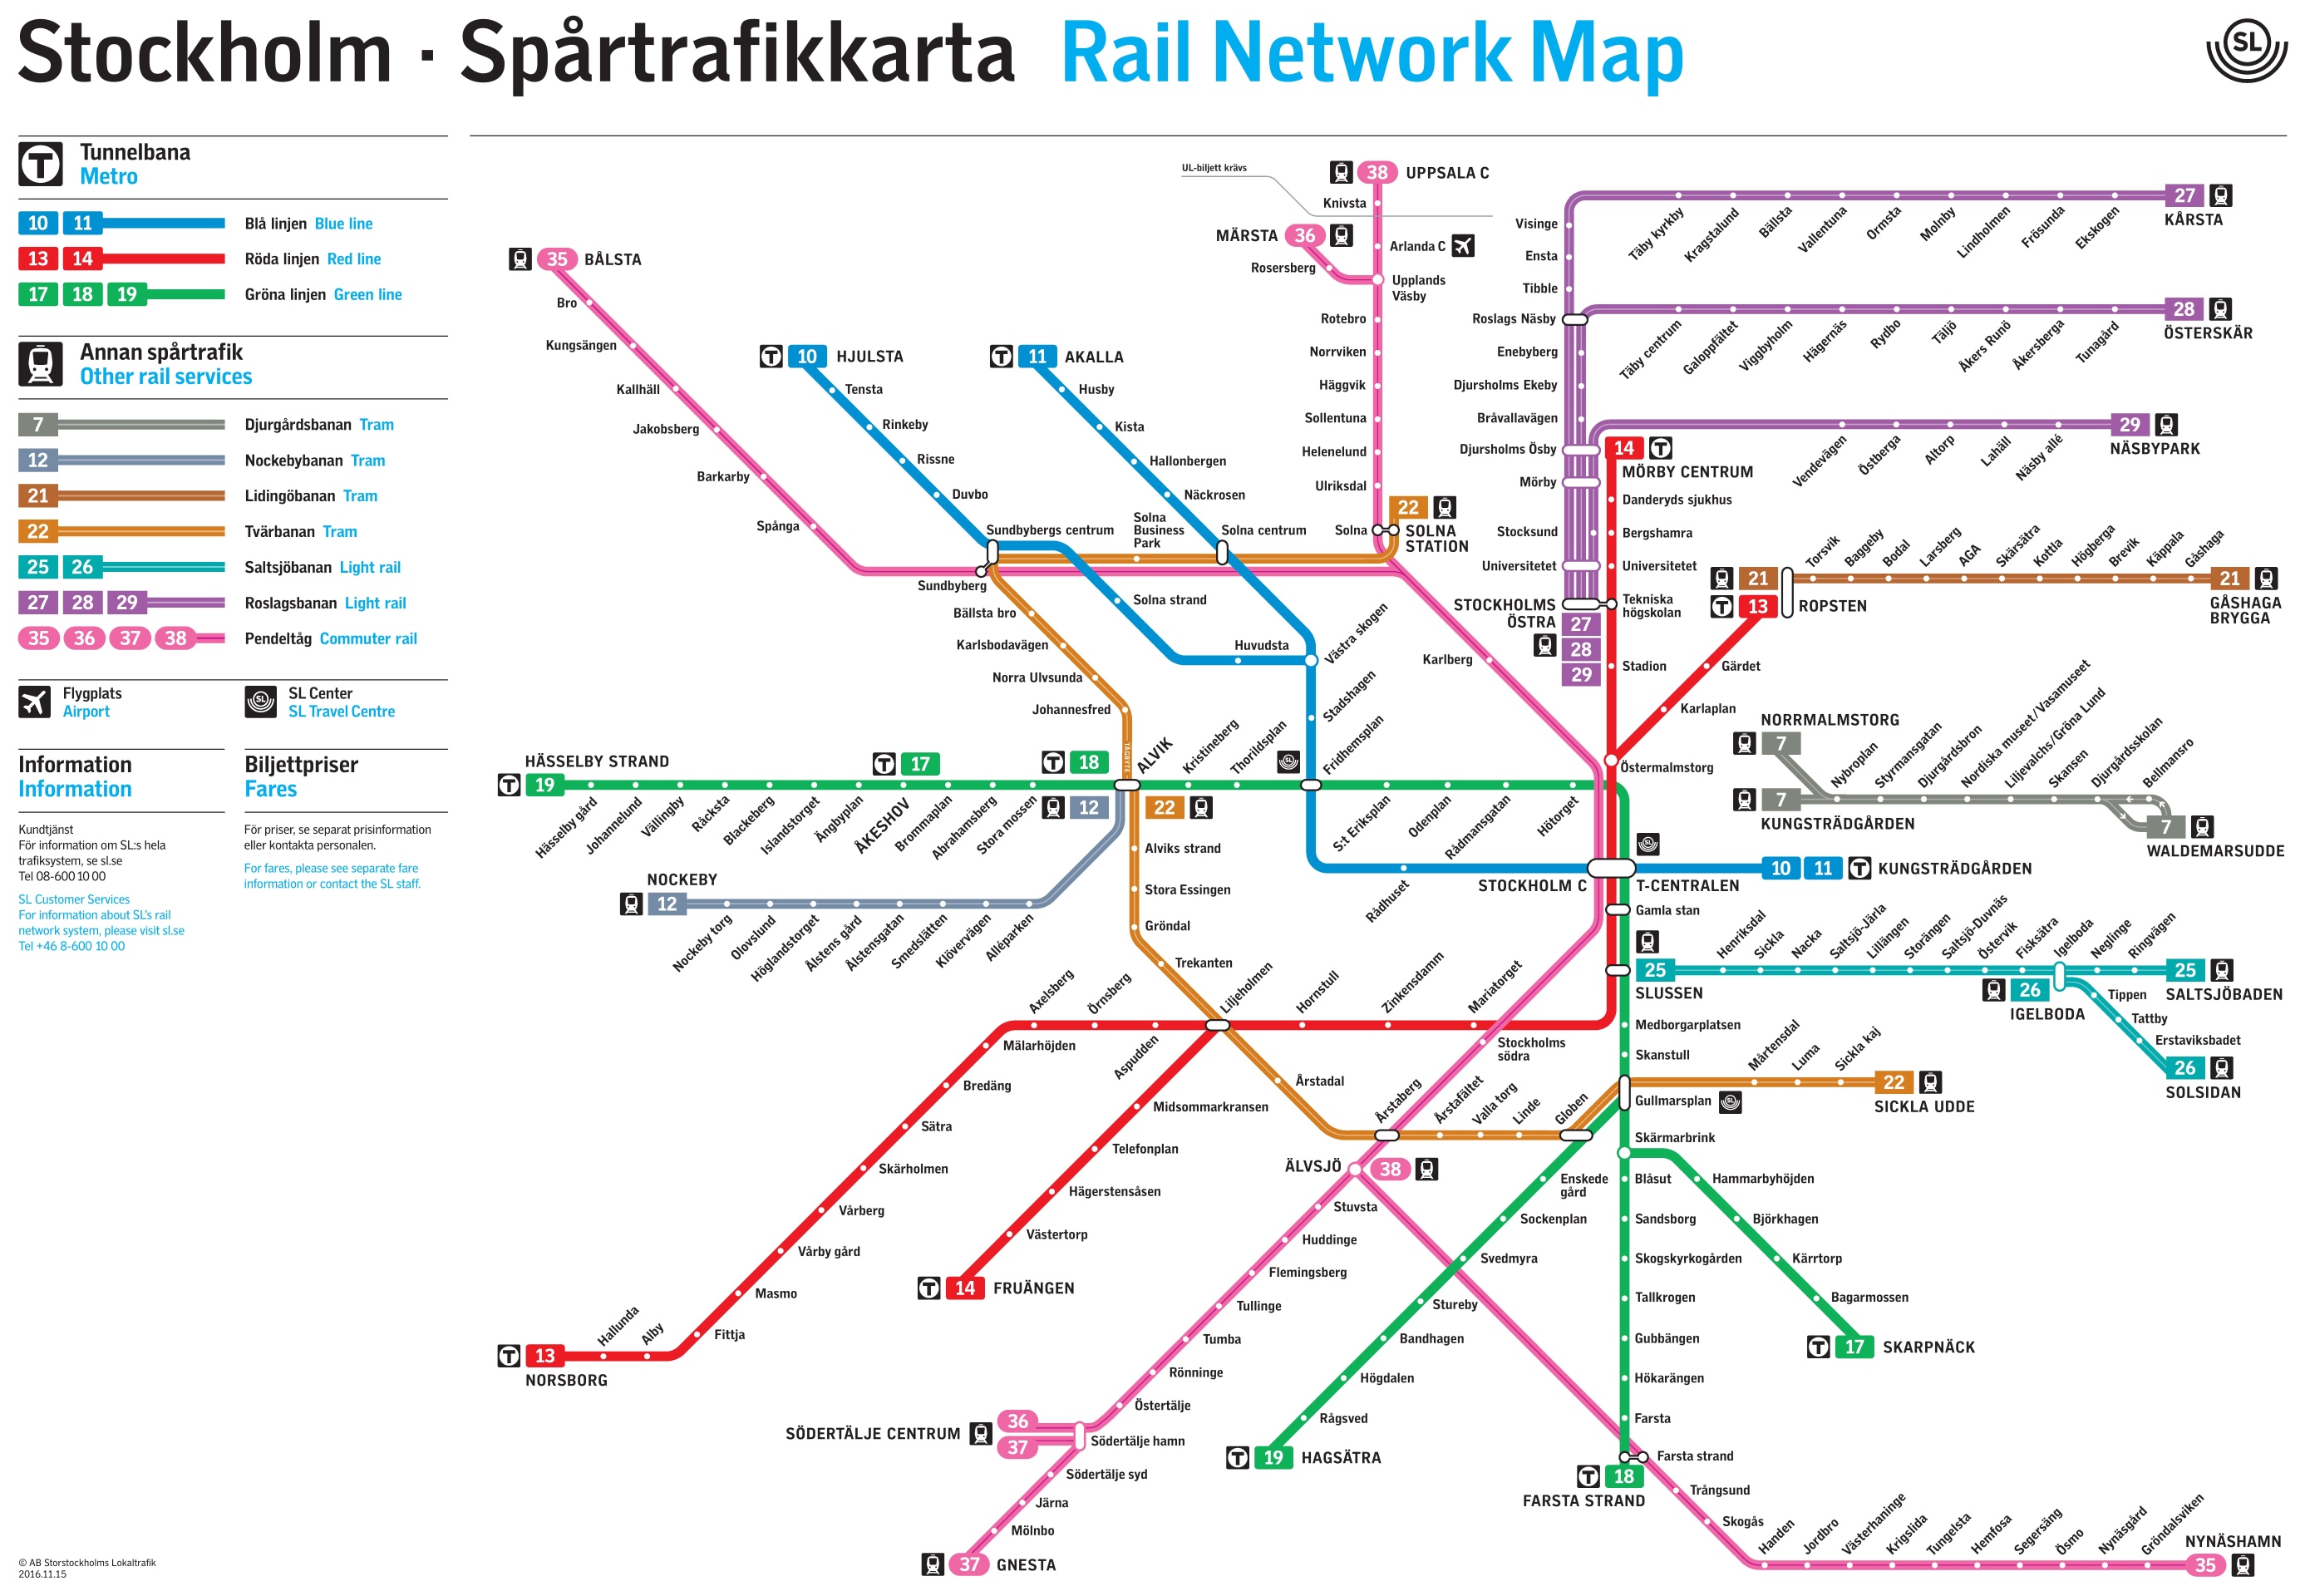 Stockholm · Spårtrafikkarta Rail Network Map
SL
Tunnelbana
Metro
T
10 11 Blå linjen Blue line
13 14 Röda linjen Red line
17 18 19 Gröna linjen Green line
Annan spårtrafik
Other rail services
7 Djurgårdsbanan Tram
12 Nockebybanan Tram
21 Lidingöbanan Tram
22 Tvärbanan Tram
25 26 Saltsjöbanan Light rail
27 28 29 Roslagsbanan Light rail
35 36 37 38 Pendeltåg Commuter rail
Flygplats
Airport
SL Center
SL Travel Centre
Information
Information
Kundtjänst
För information om SL:s hela
trafiksystem, se sl.se
Tel 08-600 10 00
SL Customer Services
For information about SL's rail
network system, please visit sl.se
Tel +46 8-600 10 00
Biljettpriser
Fares
För priser, se separat prisinformation
eller kontakta personalen.
For fares, please see separate fare
information or contact the SL staff.
© AB Storstockholms Lokaltrafik
2016.11.15
UL-biljett krävs
38 UPPSALA C
Knivsta
MÄRSTA 36
Rosersberg
Arlanda C
Upplands
Väsby
Rotebro
Norrviken
Häggvik
Sollentuna
Helenelund
Ulriksdal
Solna
22
SOLNA
STATION
35 BÅLSTA
Bro
Kungsängen
Kallhäll
Jakobsberg
Barkarby
Spånga
Sundbyberg
T 10 HJULSTA
Tensta
Rinkeby
Rissne
Duvbo
Sundbybergs centrum
Solna strand
Huvudsta
T 11 AKALLA
Husby
Kista
Hallonbergen
Näckrosen
Solna
Business
Park
Solna centrum
Västra skogen
Stadshagen
Fridhemsplan
Karlberg
Bällsta bro
Karlsbodavägen
Norra Ulvsunda
Johannesfred
TÅGBYTE
ALVIK
Visinge
Ensta
Tibble
Roslags Näsby
Enebyberg
Djursholms Ekeby
Bråvallavägen
Djursholms Ösby
Mörby
Stocksund
Universitetet
STOCKHOLMS
ÖSTRA
27
28
29
Täby kyrkby
Kragstalund
Bällsta
Vallentuna
Ormsta
Molnby
Lindholmen
Frösunda
Ekskogen
27
KÅRSTA
Täby centrum
Galoppfältet
Viggbyholm
Hägernäs
Rydbo
Täljö
Åkers Runö
Åkersberga
Tunagård
28
ÖSTERSKÄR
Vendevägen
Östberga
Altorp
Lahäll
Näsby allé
29
NÄSBYPARK
14 T
MÖRBY CENTRUM
Danderyds sjukhus
Bergshamra
Universitetet
Tekniska
högskolan
Stadion
Östermalmstorg
21
T 13
ROPSTEN
Gärdet
Karlaplan
Torsvik
Baggeby
Bodal
Larsberg
AGA
Skärsätra
Kottla
Högberga
Brevik
Käppala
Gåshaga
21
GÅSHAGA
BRYGGA
NORRMALMSTORG
7
7
KUNGSTRÄDGÅRDEN
Nybroplan
Styrmansgatan
Djurgårdsbron
Nordiska museet/Vasamuseet
Liljevalchs/Gröna Lund
Skansen
Djurgårdsskolan
Bellmansro
7
WALDEMARSUDDE
HÄSSELBY STRAND
T 19
Hässelby gård
Johannelund
Vällingby
Råcksta
Blackeberg
Islandstorget
Ängbyplan
T 17
ÅKESHOV
Brommaplan
Abrahamsberg
Stora mossen
T 18
12
22
Kristineberg
Thorildsplan
SL
S:t Eriksplan
Odenplan
Rådmansgatan
Hötorget
Rådhuset
STOCKHOLM C
SL
T-CENTRALEN
10 11 T KUNGSTRÄDGÅRDEN
NOCKEBY
12
Nockeby torg
Olovslund
Höglandstorget
Ålstens gård
Ålstensgatan
Smedslätten
Klövervägen
Alléparken
Alviks strand
Stora Essingen
Gröndal
Trekanten
Liljeholmen
Årstadal
Årstaberg
Årstafältet
Valla torg
Linde
Globen
Gullmarsplan SL
Mårtensdal
Luma
Sickla kaj
22
SICKLA UDDE
Gamla stan
25
SLUSSEN
Henriksdal
Sickla
Nacka
Saltsjö-Järla
Lillängen
Storängen
Saltsjö-Duvnäs
Östervik
Fisksätra
Igelboda
Neglinge
Ringvägen
25
SALTSJÖBADEN
26
IGELBODA
Tippen
Tattby
Erstaviksbadet
26
SOLSIDAN
Axelsberg
Örnsberg
Aspudden
Hornstull
Zinkensdamm
Mariatorget
Mälarhöjden
Bredäng
Sätra
Skärholmen
Vårberg
Vårby gård
Masmo
Fittja
Alby
Hallunda
T 13
NORSBORG
Midsommarkransen
Telefonplan
Hägerstensåsen
Västertorp
T 14 FRUÄNGEN
Stockholms
södra
ÄLVSJÖ 38
Stuvsta
Huddinge
Flemingsberg
Tullinge
Tumba
Rönninge
Östertälje
SÖDERTÄLJE CENTRUM
36
37
Södertälje hamn
Södertälje syd
Järna
Mölnbo
37 GNESTA
Medborgarplatsen
Skanstull
Skärmarbrink
Blåsut
Sandsborg
Skogskyrkogården
Tallkrogen
Gubbängen
Hökarängen
Farsta
T 18
FARSTA STRAND
Hammarbyhöjden
Björkhagen
Kärrtorp
Bagarmossen
T 17 SKARPNÄCK
Enskede
gård
Sockenplan
Svedmyra
Stureby
Bandhagen
Högdalen
Rågsved
T 19 HAGSÄTRA
Farsta strand
Trångsund
Skogås
Handen
Jordbro
Västerhaninge
Krigslida
Tungelsta
Hemfosa
Segersäng
Ösmo
Nynäsgård
Gröndalsviken
NYNÄSHAMN
35